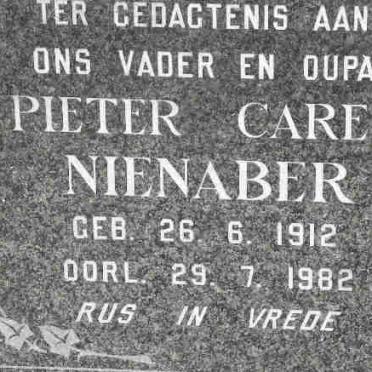 TER GEDAGTENIS AAN
ONS VADER EN OUPA
PIETER CARE
NIENABER
GEB. 26. 6. 1912
OORL. 29. 7. 1982
RUS IN VREDE